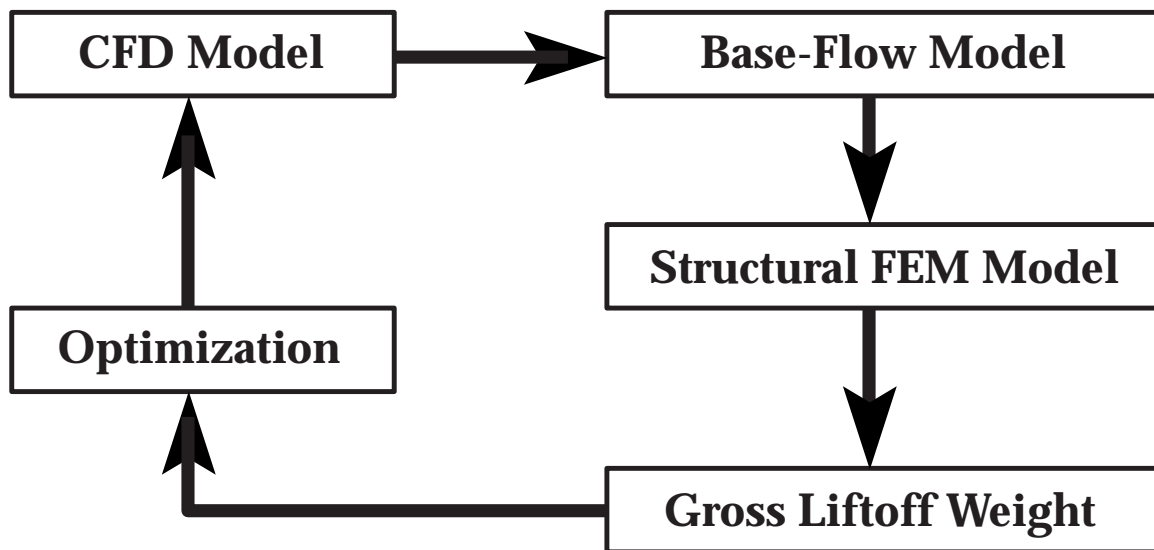 CFD Model
Base-Flow Model
Structural FEM Model
Optimization
Gross Liftoff Weight